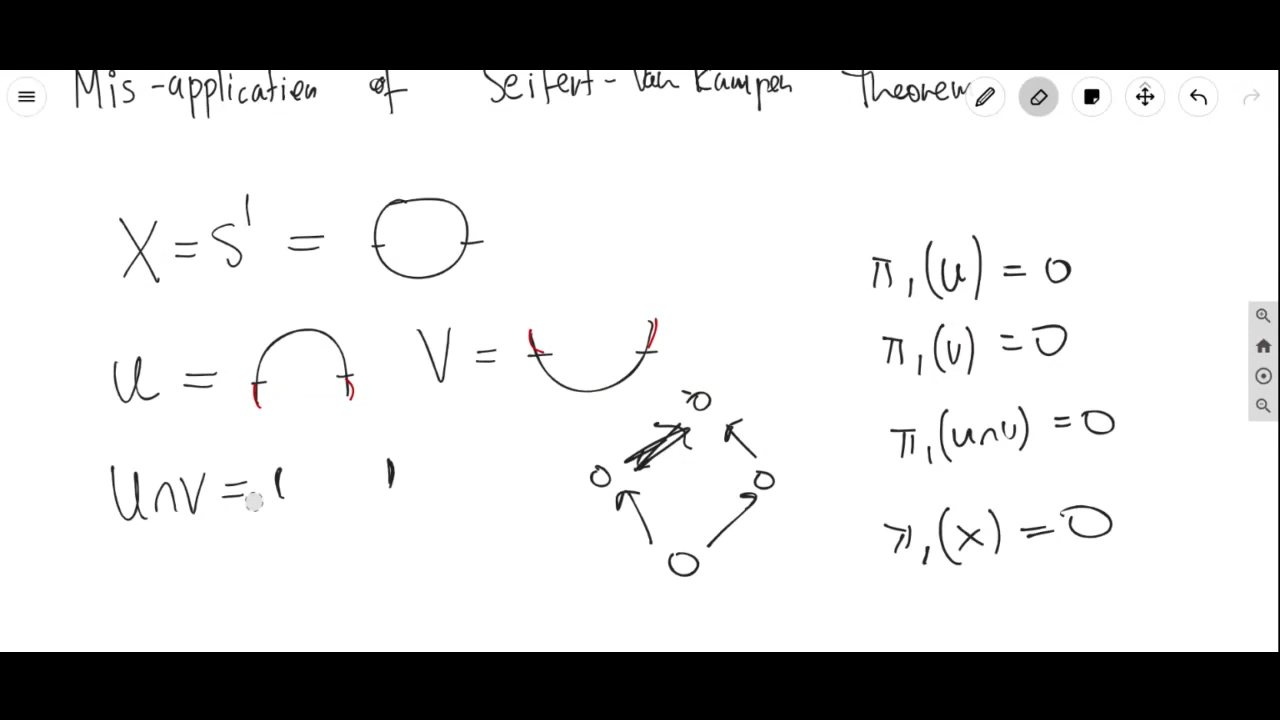 Mis-application of Seifert-Van Kampen Theorem
X = S¹ =
π₁(u) = 0
π₁(v) = 0
U = V =
0
π₁(u∩v) = 0
0 0
U∩V =
π₁(x) = 0
0